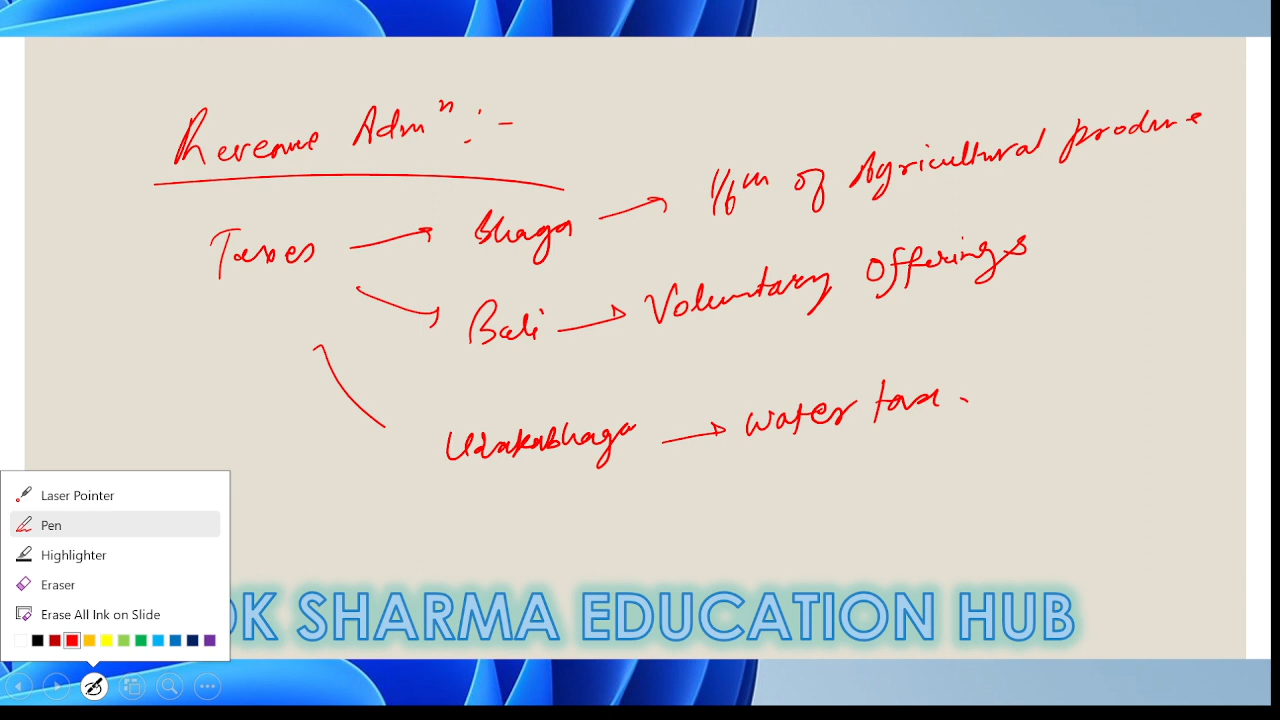 Revenue Admⁿ :-
Taxes → Bhaga → 1/6th of Agricultural produce
Bali → Voluntary Offerings
Udakabhaga → water tax.
Laser Pointer
Pen
Highlighter
Eraser
Erase All Ink on Slide
OK SHARMA EDUCATION HUB